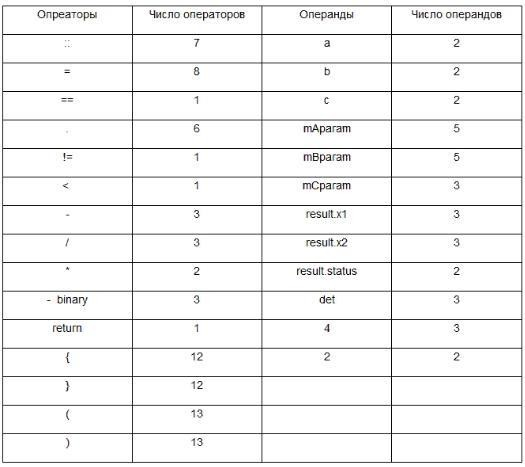 Опреаторы Число операторов Операнды Число операндов
:: 7 a 2
= 8 b 2
== 1 c 2
. 6 mAparam 5
!= 1 mBparam 5
< 1 mCparam 3
- 3 result.x1 3
/ 3 result.x2 3
* 2 result.status 2
- binary 3 det 3
return 1 4 3
{ 12 2 2
} 12
( 13
) 13